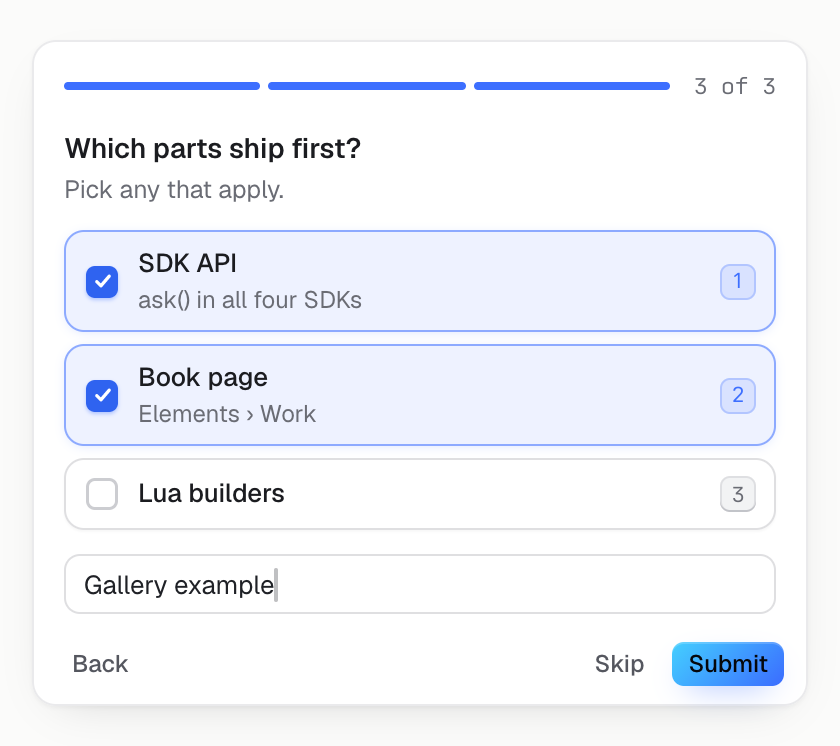 3 of 3
Which parts ship first?
Pick any that apply.
SDK API
ask() in all four SDKs
1
Book page
Elements › Work
2
Lua builders
3
Gallery example
Back
Skip
Submit